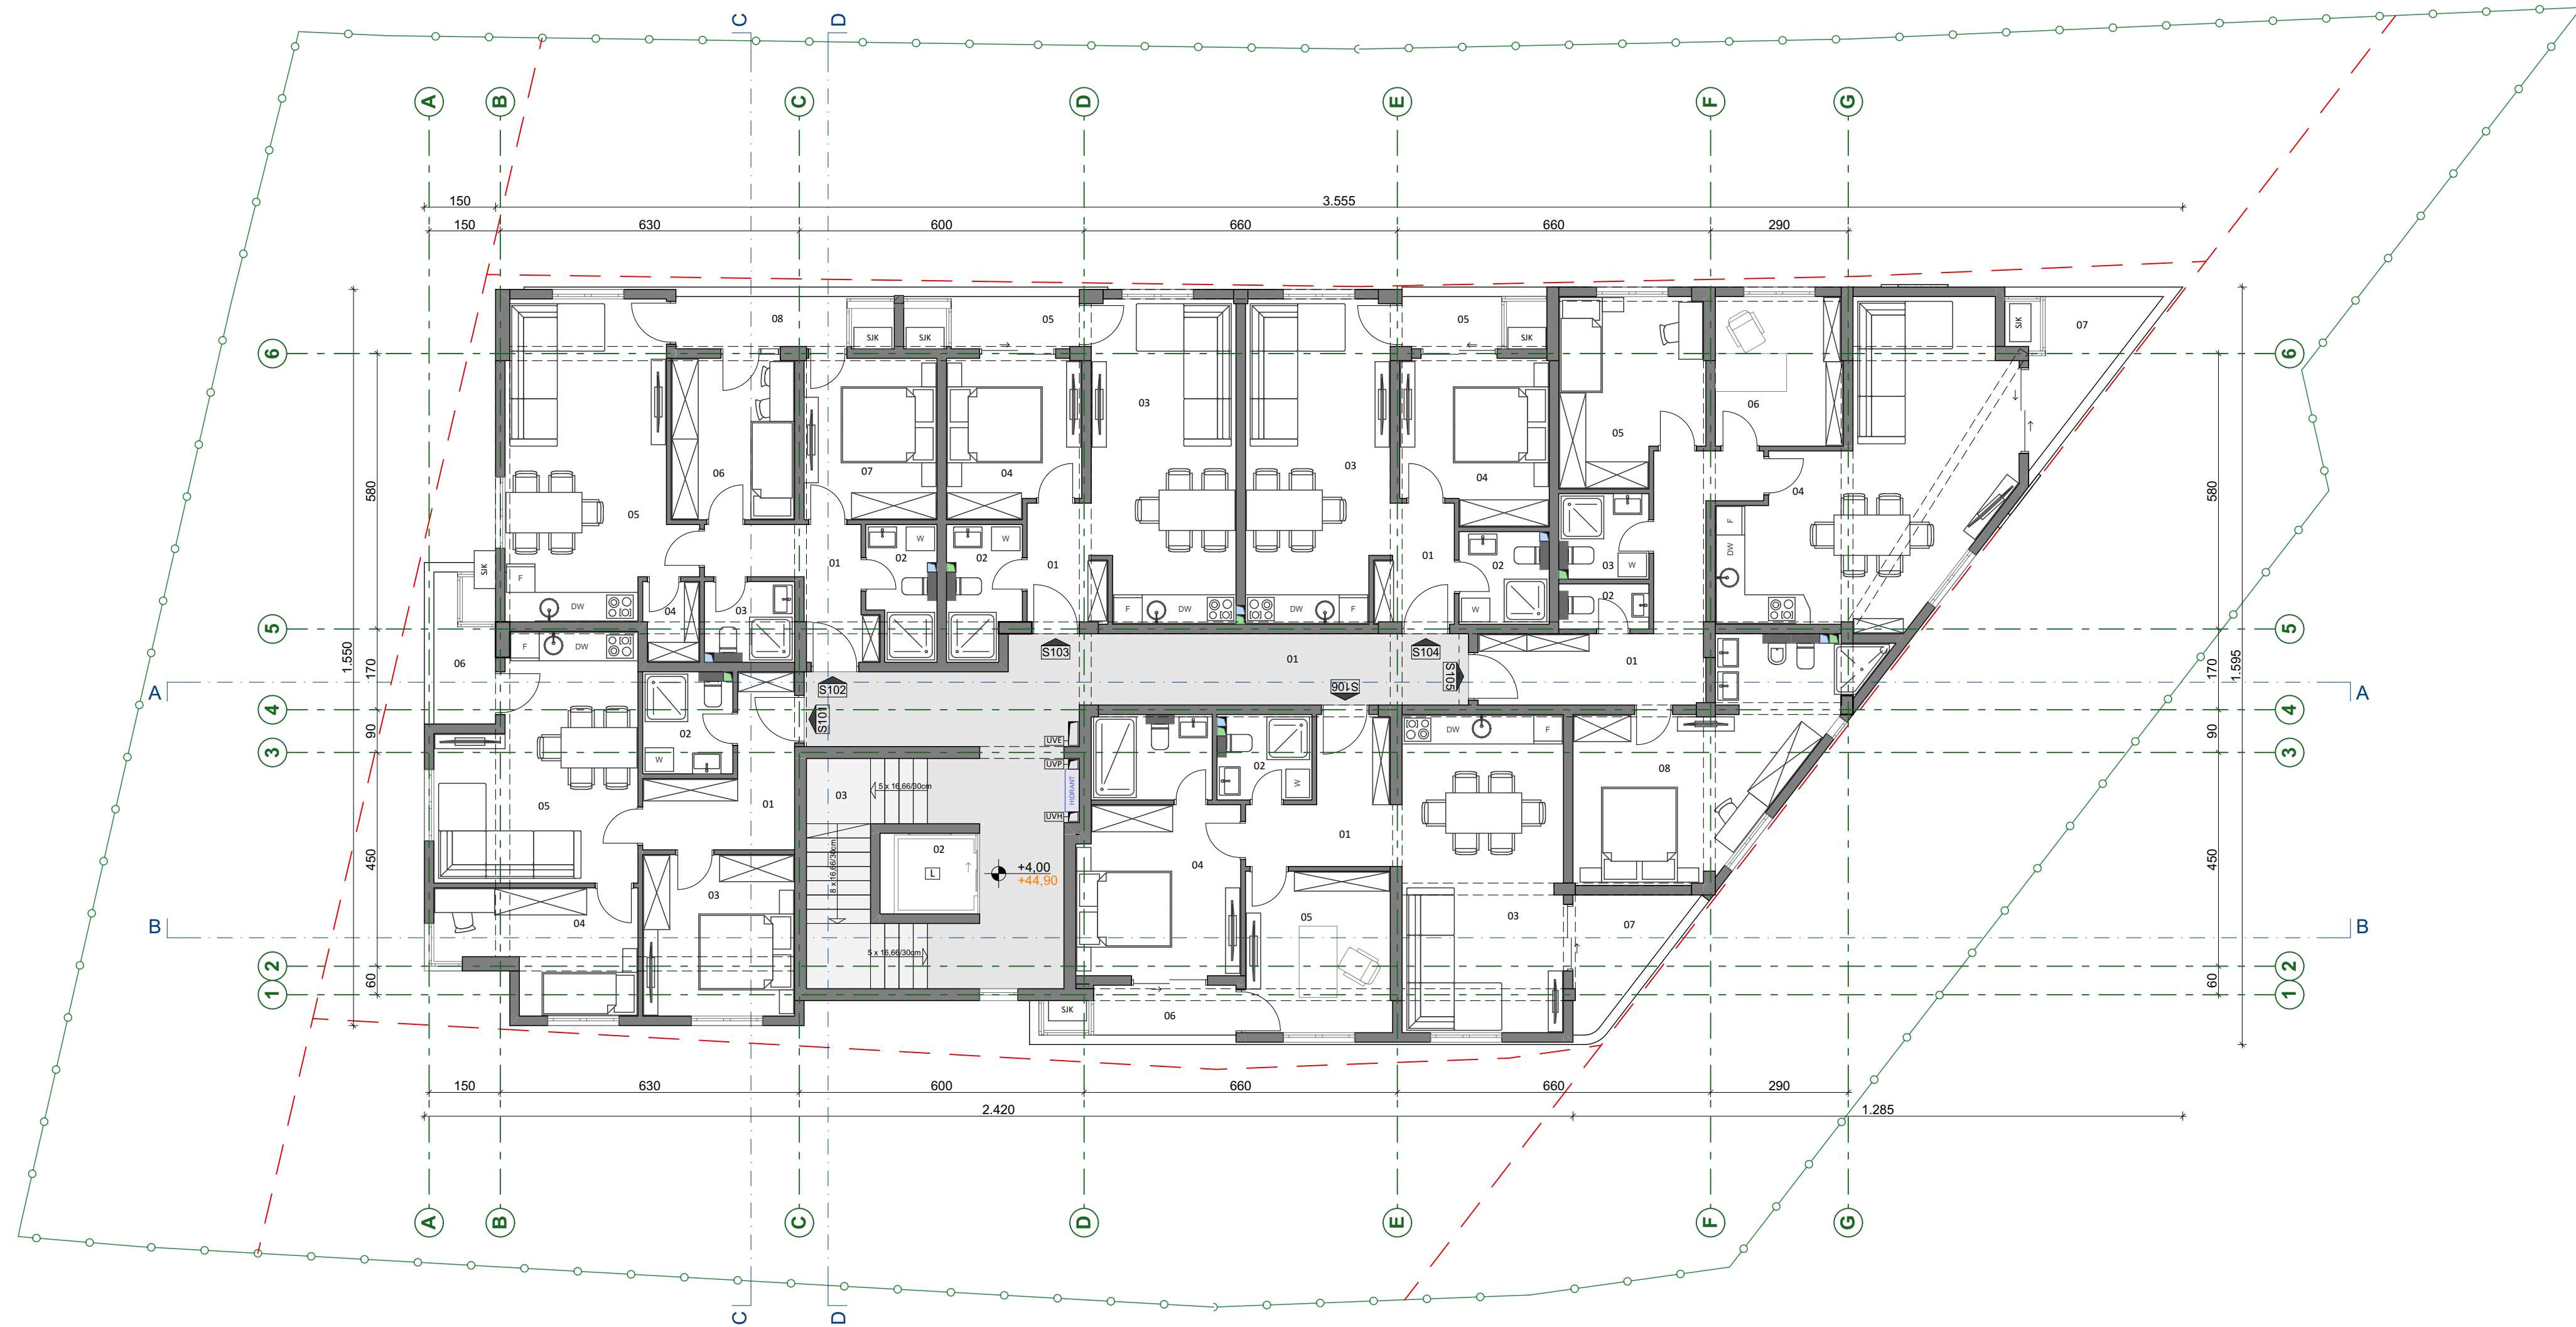 C D
A B C D E F G
150 3.555
150 630 600 660 660 290
08 05 05 07
SJK SJK SJK SJK
6 6
03 06
07 04 03 04 05
06 04
05
580 580
F DW
W 02 02 W
01 01 01 02 03 W
SJK
F DW
04 03
F DW DW F
W 02
5 5
F DW
06
S103 01 S104 01
1.550 170 170 1.595
A S102 S105 A
S106
S101
4 4
90 90
02
W
UVE
DW F
3 3
UVP
02
W
08
HIDRANT
03 5 x 16,66/30cm
05 01
UVH
01
02
8 x 16,66/30cm
L
+4,00
+44,90
04
450 450
03
04
05 03 07
B B
5 x 16,66/30cm
2 2
60 60
1 1
SJK 06
150 630 600 660 660 290
2.420 1.285
A B C D E F G
C D